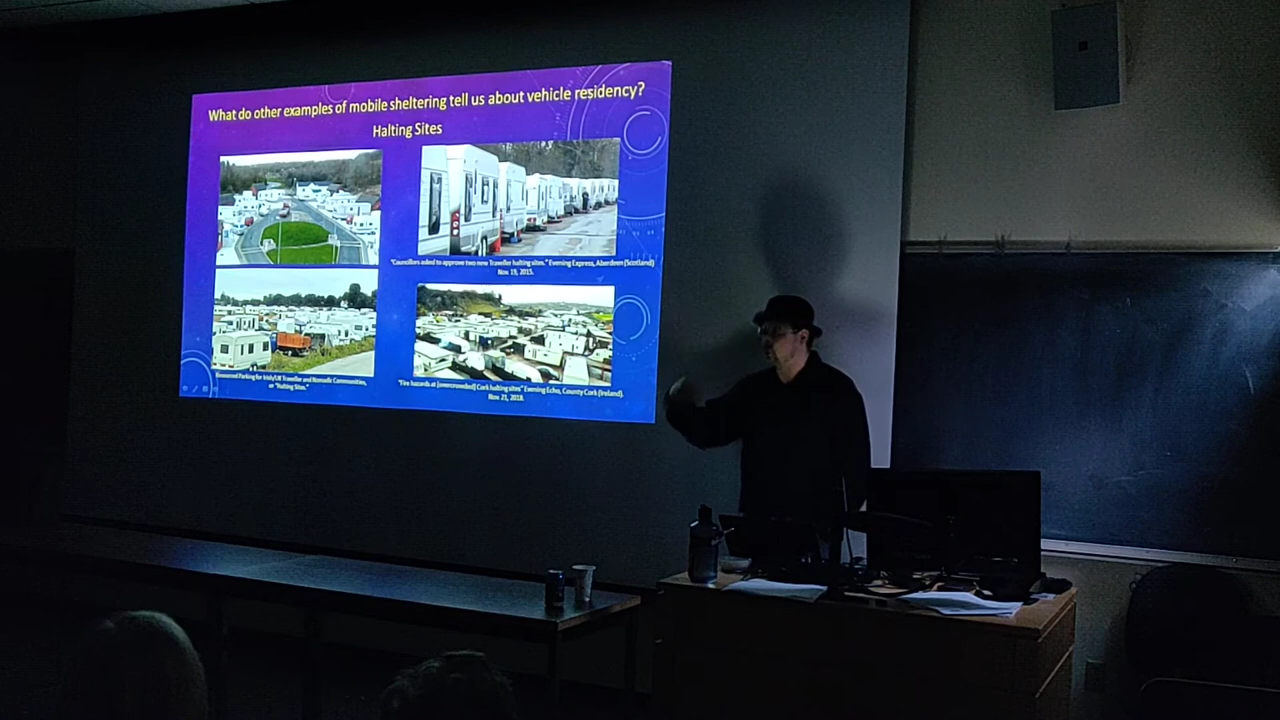 What do other examples of mobile sheltering tell us about vehicle residency?
Halting Sites
"Councillors asked to approve two new Traveller halting sites." Evening Express, Aberdeen (Scotland)
Nov. 19, 2015.
Parking for Irish/UK Traveller and Nomadic Communities,
or "Halting Sites."
"Fire hazards at (overcrowded) Cork halting sites" Evening Echo, County Cork (Ireland).
Nov. 21, 2018.